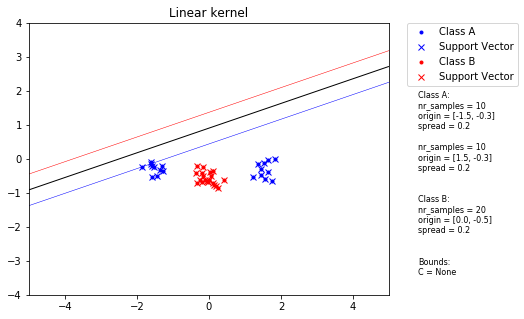 Linear kernel
4
3
2
1
0
−1
−2
−3
−4
−4 −2 0 2 4
Class A
Support Vector
Class B
Support Vector
Class A:
nr_samples = 10
origin = [-1.5, -0.3]
spread = 0.2
nr_samples = 10
origin = [1.5, -0.3]
spread = 0.2
Class B:
nr_samples = 20
origin = [0.0, -0.5]
spread = 0.2
Bounds:
C = None